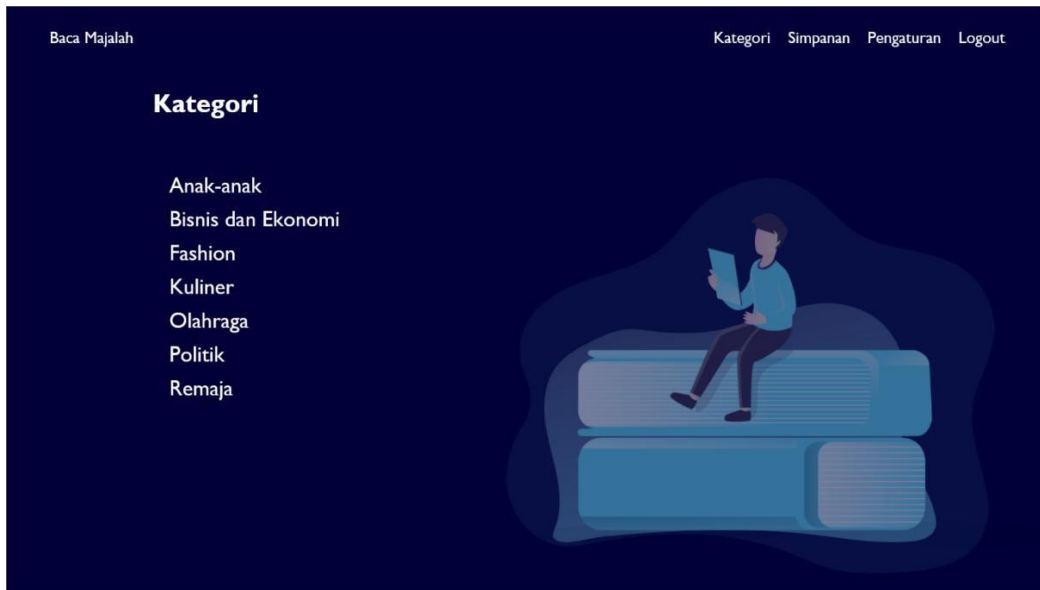 Baca Majalah
Kategori Simpanan Pengaturan Logout
Kategori
Anak-anak
Bisnis dan Ekonomi
Fashion
Kuliner
Olahraga
Politik
Remaja